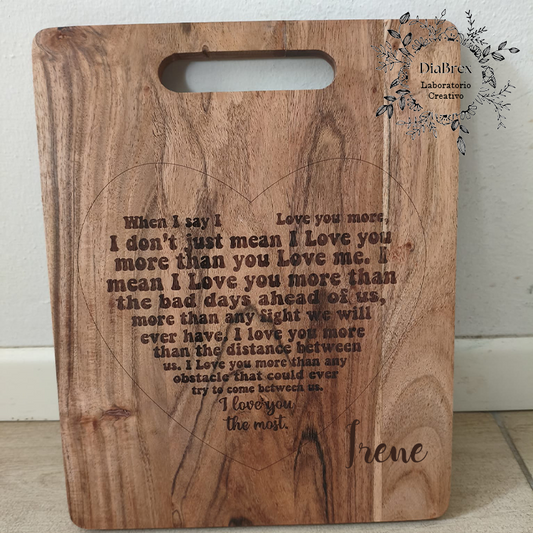 DiaBrex
Laboratorio
Creativo
When I say I Love you more,
I don't just mean I Love you
more than you Love me. I
mean I Love you more than
the bad days ahead of us,
more than any fight we will
ever have. I love you more
than the distance between
us. I Love you more than any
obstacle that could ever
try to come between us.
I love you
the most.
Irene